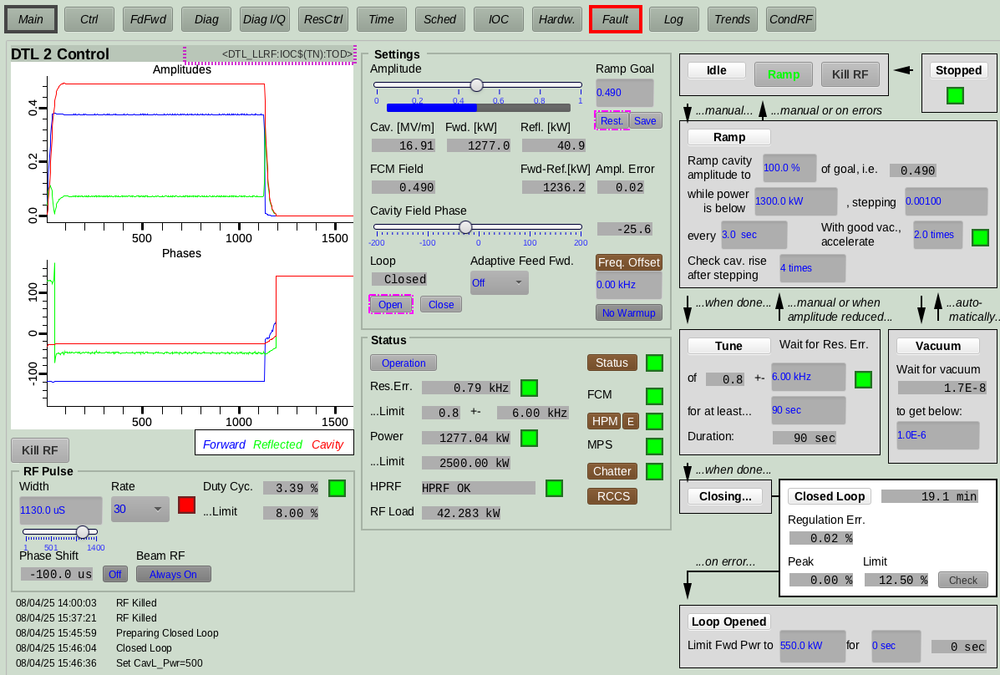 Main Ctrl FdFwd Diag Diag I/Q ResCtrl Time Sched IOC Hardw. Fault Log Trends CondRF
DTL 2 Control <DTL_LLRF:IOC$(TN):TOD>
Amplitudes
0.4
0.2
0.0
500 1000 1500
Phases
100
0
-100
500 1000 1500
Kill RF
Forward Reflected Cavity
RF Pulse
Width Rate Duty Cyc. 3.39 %
1130.0 uS 30 ...Limit 8.00 %
1 501 1400
Phase Shift Beam RF
-100.0 us Off Always On
08/04/25 14:00:03 RF Killed
08/04/25 15:37:21 RF Killed
08/04/25 15:45:59 Preparing Closed Loop
08/04/25 15:46:04 Closed Loop
08/04/25 15:46:36 Set CavL_Pwr=500
Settings
Amplitude Ramp Goal
0 0.2 0.4 0.6 0.8 1
0.490
Rest. Save
Cav. [MV/m] Fwd. [kW] Refl. [kW]
16.91 1277.0 40.9
FCM Field Fwd-Ref.[kW] Ampl. Error
0.490 1236.2 0.02
Cavity Field Phase
-200 -100 0 100 200
-25.6
Loop Adaptive Feed Fwd. Freq. Offset
Closed Off 0.00 kHz
Open Close No Warmup
Status
Operation Status
Res.Err. 0.79 kHz FCM
...Limit 0.8 +- 6.00 kHz HPM E
Power 1277.04 kW MPS
...Limit 2500.00 kW Chatter
HPRF HPRF OK RCCS
RF Load 42.283 kW
Idle Ramp Kill RF Stopped
...manual... ...manual or on errors
Ramp
Ramp cavity
amplitude to 100.0 % of goal, i.e. 0.490
while power
is below 1300.0 kW , stepping 0.00100
every 3.0 sec With good vac.,
accelerate 2.0 times
Check cav. rise
after stepping 4 times
...when done... ...manual or when
amplitude reduced...
...auto-
matically...
Tune Wait for Res. Err.
of 0.8 +- 6.00 kHz
for at least... 90 sec
Duration: 90 sec
Vacuum
Wait for vacuum
1.7E-8
to get below:
1.0E-6
...when done...
Closing... Closed Loop 19.1 min
Regulation Err.
0.02 %
Peak Limit
0.00 % 12.50 % Check
...on error...
Loop Opened
Limit Fwd Pwr to 550.0 kW for 0 sec 0 sec